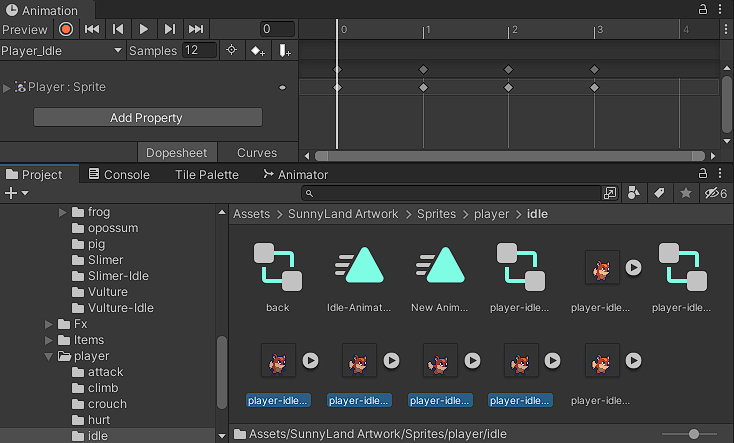 Animation
Preview 0 0 1 2 3 4
Player_Idle Samples 12
Player : Sprite
Add Property
Dopesheet Curves
Project Console Tile Palette Animator
6
frog
opossum
pig
Slimer
Slimer-Idle
Vulture
Vulture-Idle
Fx
Items
player
attack
climb
crouch
hurt
idle
Assets > SunnyLand Artwork > Sprites > player > idle
back Idle-Animat... New Anim... player-idle... player-idle... player-idle...
player-idle... player-idle... player-idle... player-idle... player-idle...
Assets/SunnyLand Artwork/Sprites/player/idle